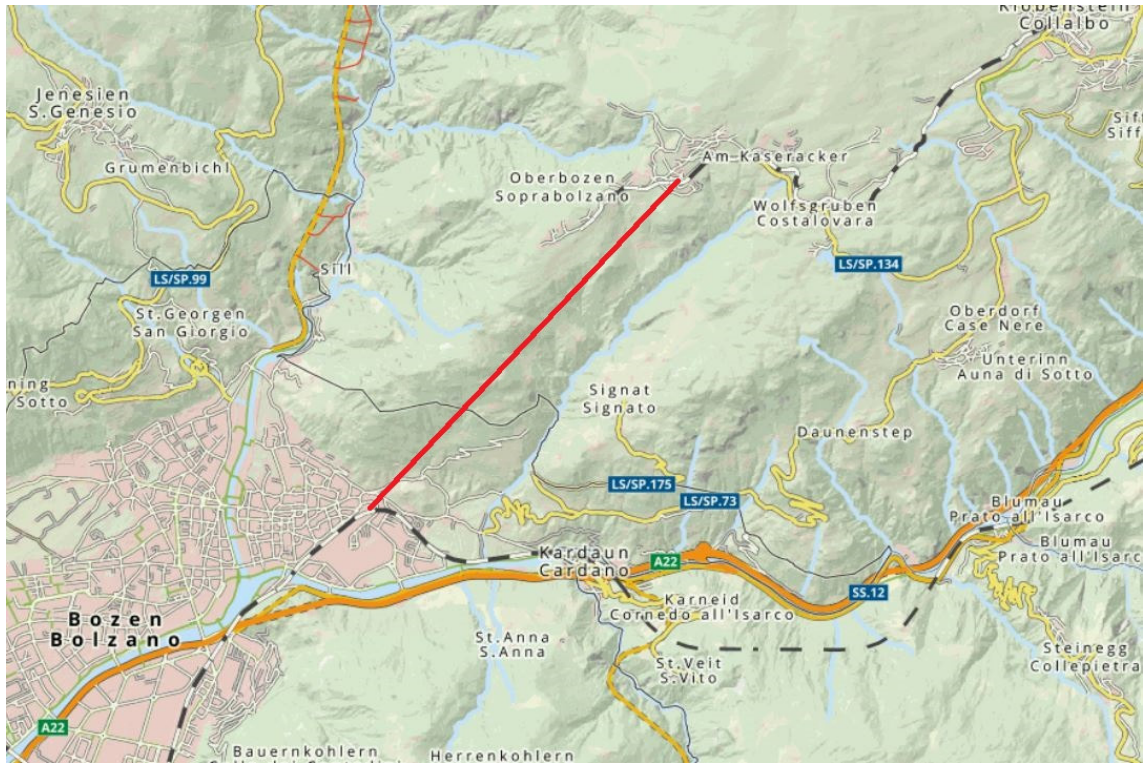 Klobenstein
Collalbo
Jenesien
S.Genesio
Grumenbichl
Am Kaseracker
Oberbozen
Soprabolzano
Wolfsgruben
Costalovara
Sill
LS/SP.134
LS/SP.99
St.Georgen
San Giorgio
Oberdorf
Case Nere
Unterinn
Auna di Sotto
Sotto
Signat
Signato
Daunenstep
LS/SP.175
LS/SP.73
Blumau
Prato all'Isarco
Kardaun
Cardano
A22
Blumau
Prato all'Isarc
SS.12
Karneid
Cornedo all'Isarco
Bozen
Bolzano
St.Anna
S.Anna
St.Veit
S.Vito
Steinegg
Collepietra
A22
Bauernkohlern
Herrenkohlern